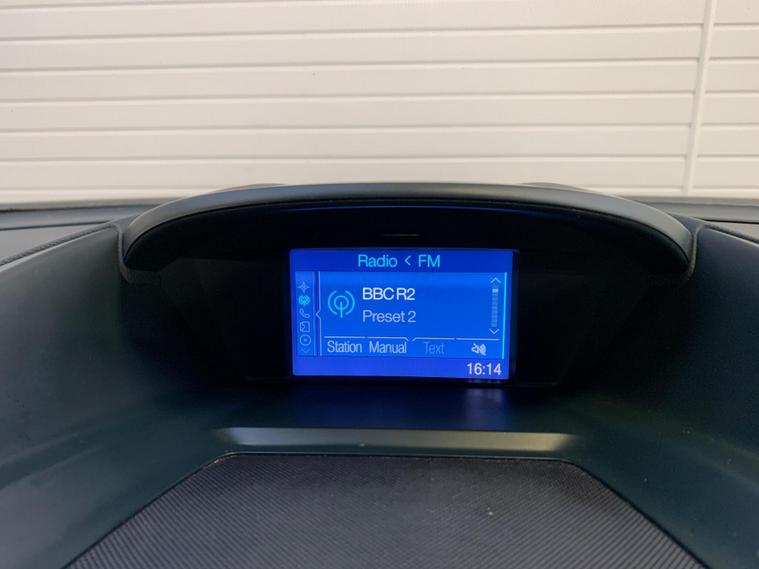 Radio < FM
BBC R2
Preset 2
Station Manual Text
16:14